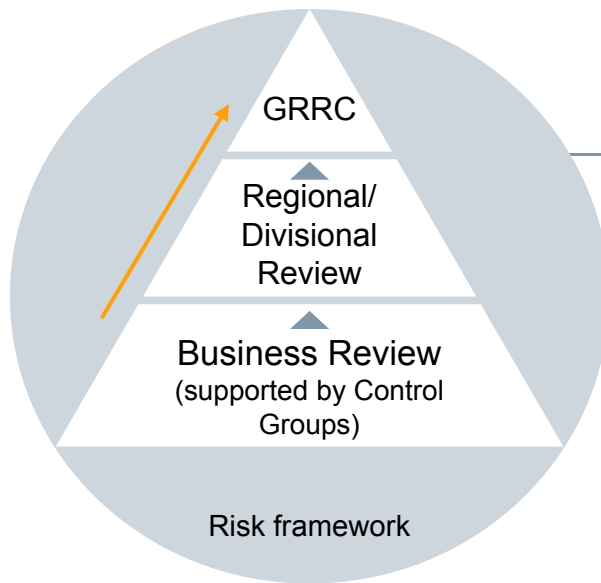 GRRC
Regional/
Divisional
Review
Business Review
(supported by Control
Groups)
Risk framework